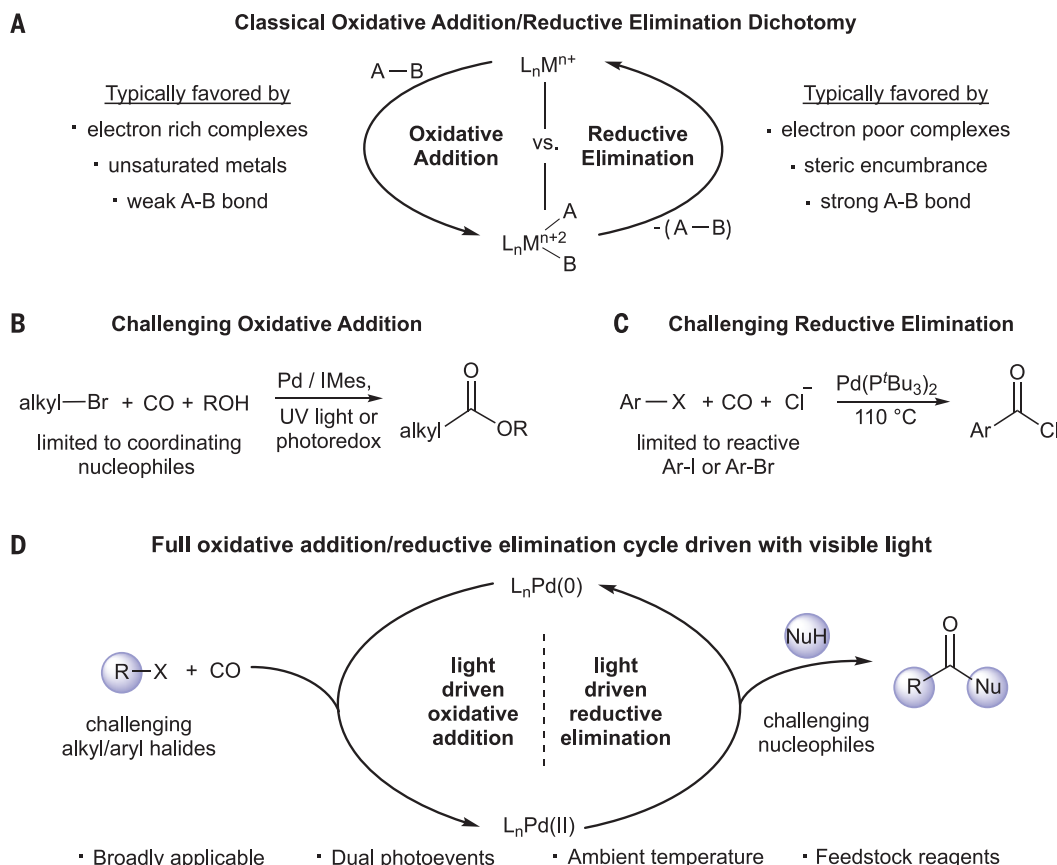 A Classical Oxidative Addition/Reductive Elimination Dichotomy
A—B
LnMn+
Typically favored by
▪ electron rich complexes
▪ unsaturated metals
▪ weak A-B bond
Oxidative
Addition
vs.
Reductive
Elimination
Typically favored by
▪ electron poor complexes
▪ steric encumbrance
▪ strong A-B bond
A
LnMn+2
B
-(A—B)
B Challenging Oxidative Addition
alkyl—Br + CO + ROH
limited to coordinating
nucleophiles
Pd / IMes,
UV light or
photoredox
O
alkyl OR
C Challenging Reductive Elimination
Ar—X + CO + Cl−
limited to reactive
Ar-I or Ar-Br
Pd(PtBu3)2
110 °C
O
Ar Cl
D Full oxidative addition/reductive elimination cycle driven with visible light
LnPd(0)
R—X + CO
challenging
alkyl/aryl halides
light
driven
oxidative
addition
light
driven
reductive
elimination
NuH
challenging
nucleophiles
O
R Nu
LnPd(II)
▪ Broadly applicable ▪ Dual photoevents ▪ Ambient temperature ▪ Feedstock reagents